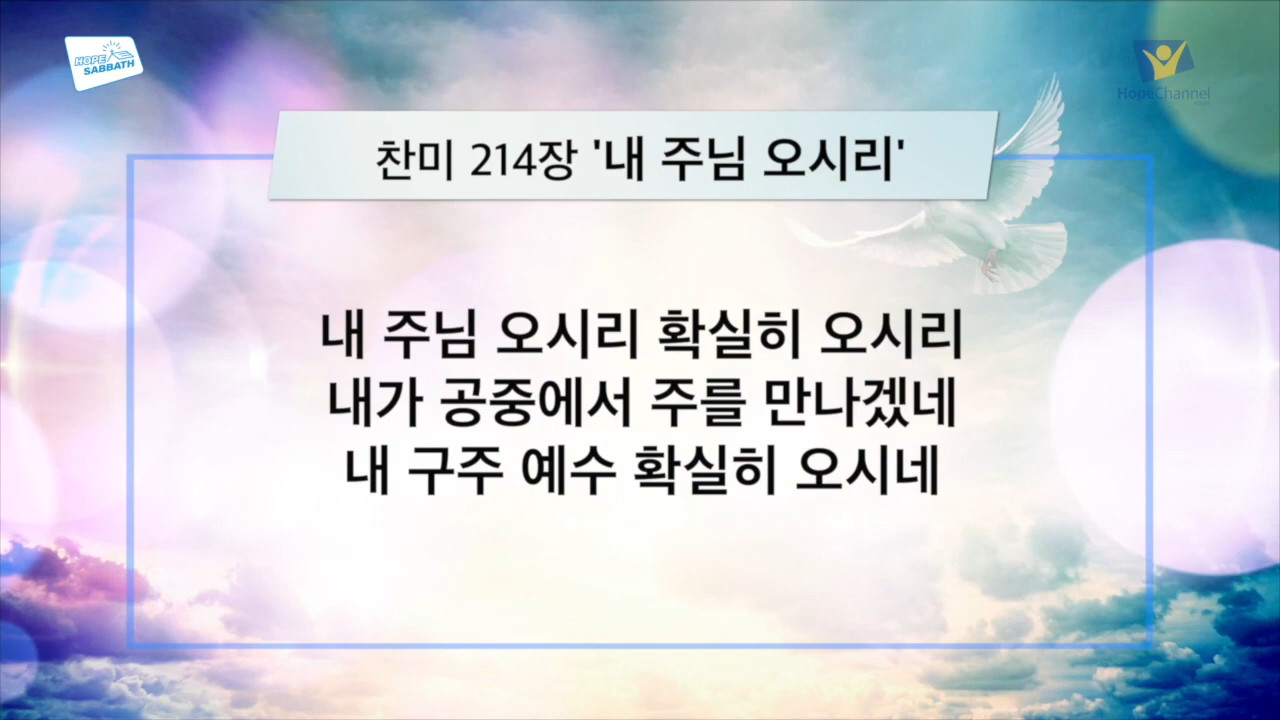 HOPE
SABBATH
HopeChannel
찬미 214장 '내 주님 오시리'
내 주님 오시리 확실히 오시리
내가 공중에서 주를 만나겠네
내 구주 예수 확실히 오시네